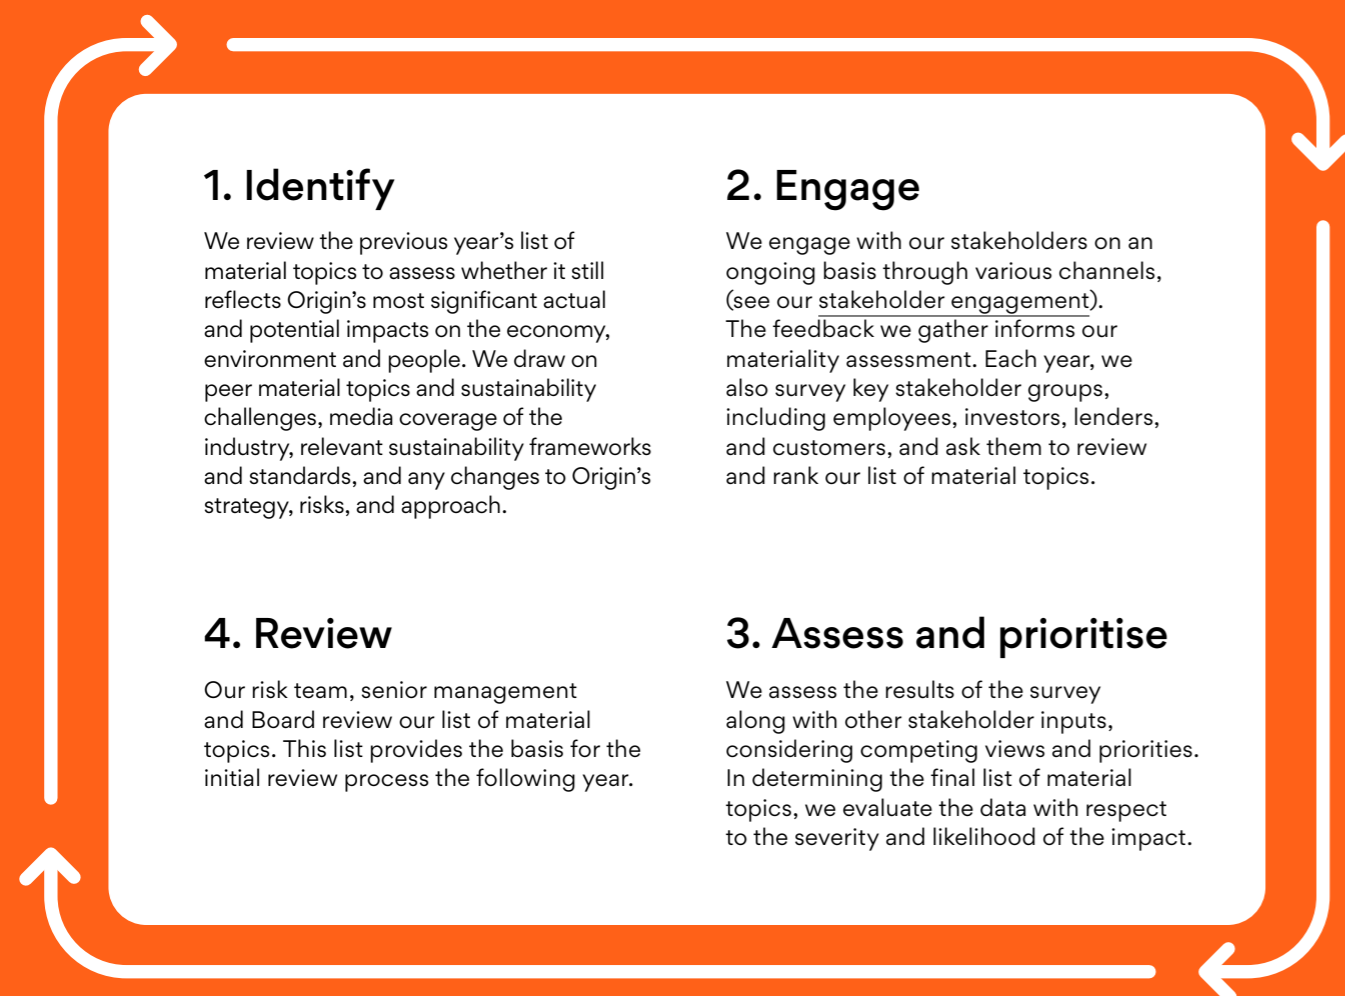 1. Identify
We review the previous year’s list of
material topics to assess whether it still
reflects Origin’s most significant actual
and potential impacts on the economy,
environment and people. We draw on
peer material topics and sustainability
challenges, media coverage of the
industry, relevant sustainability frameworks
and standards, and any changes to Origin’s
strategy, risks, and approach.
2. Engage
We engage with our stakeholders on an
ongoing basis through various channels,
(see our stakeholder engagement).
The feedback we gather informs our
materiality assessment. Each year, we
also survey key stakeholder groups,
including employees, investors, lenders,
and customers, and ask them to review
and rank our list of material topics.
3. Assess and prioritise
We assess the results of the survey
along with other stakeholder inputs,
considering competing views and priorities.
In determining the final list of material
topics, we evaluate the data with respect
to the severity and likelihood of the impact.
4. Review
Our risk team, senior management
and Board review our list of material
topics. This list provides the basis for the
initial review process the following year.